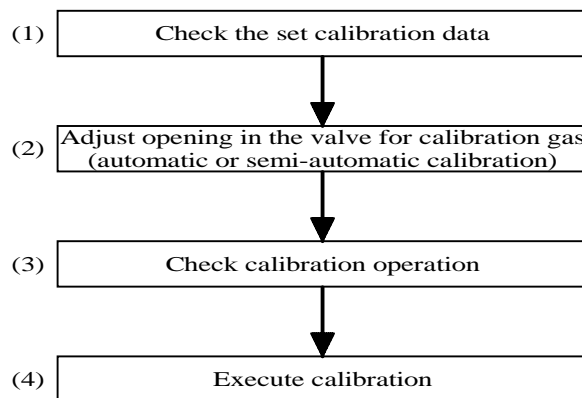 (1) Check the set calibration data
(2) Adjust opening in the valve for calibration gas
(automatic or semi-automatic calibration)
(3) Check calibration operation
(4) Execute calibration